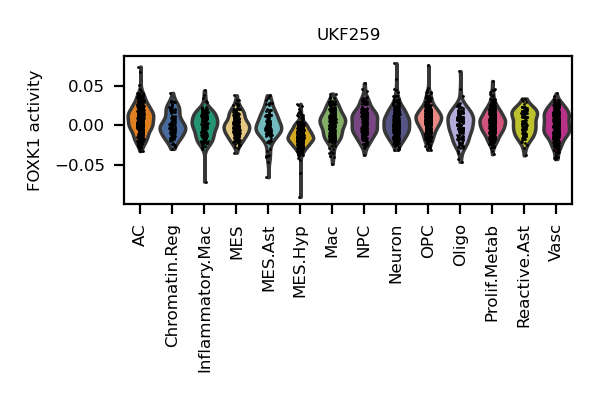 UKF259
FOXK1 activity
0.05
0.00
−0.05
AC
Chromatin.Reg
Inflammatory.Mac
MES
MES.Ast
MES.Hyp
Mac
NPC
Neuron
OPC
Oligo
Prolif.Metab
Reactive.Ast
Vasc